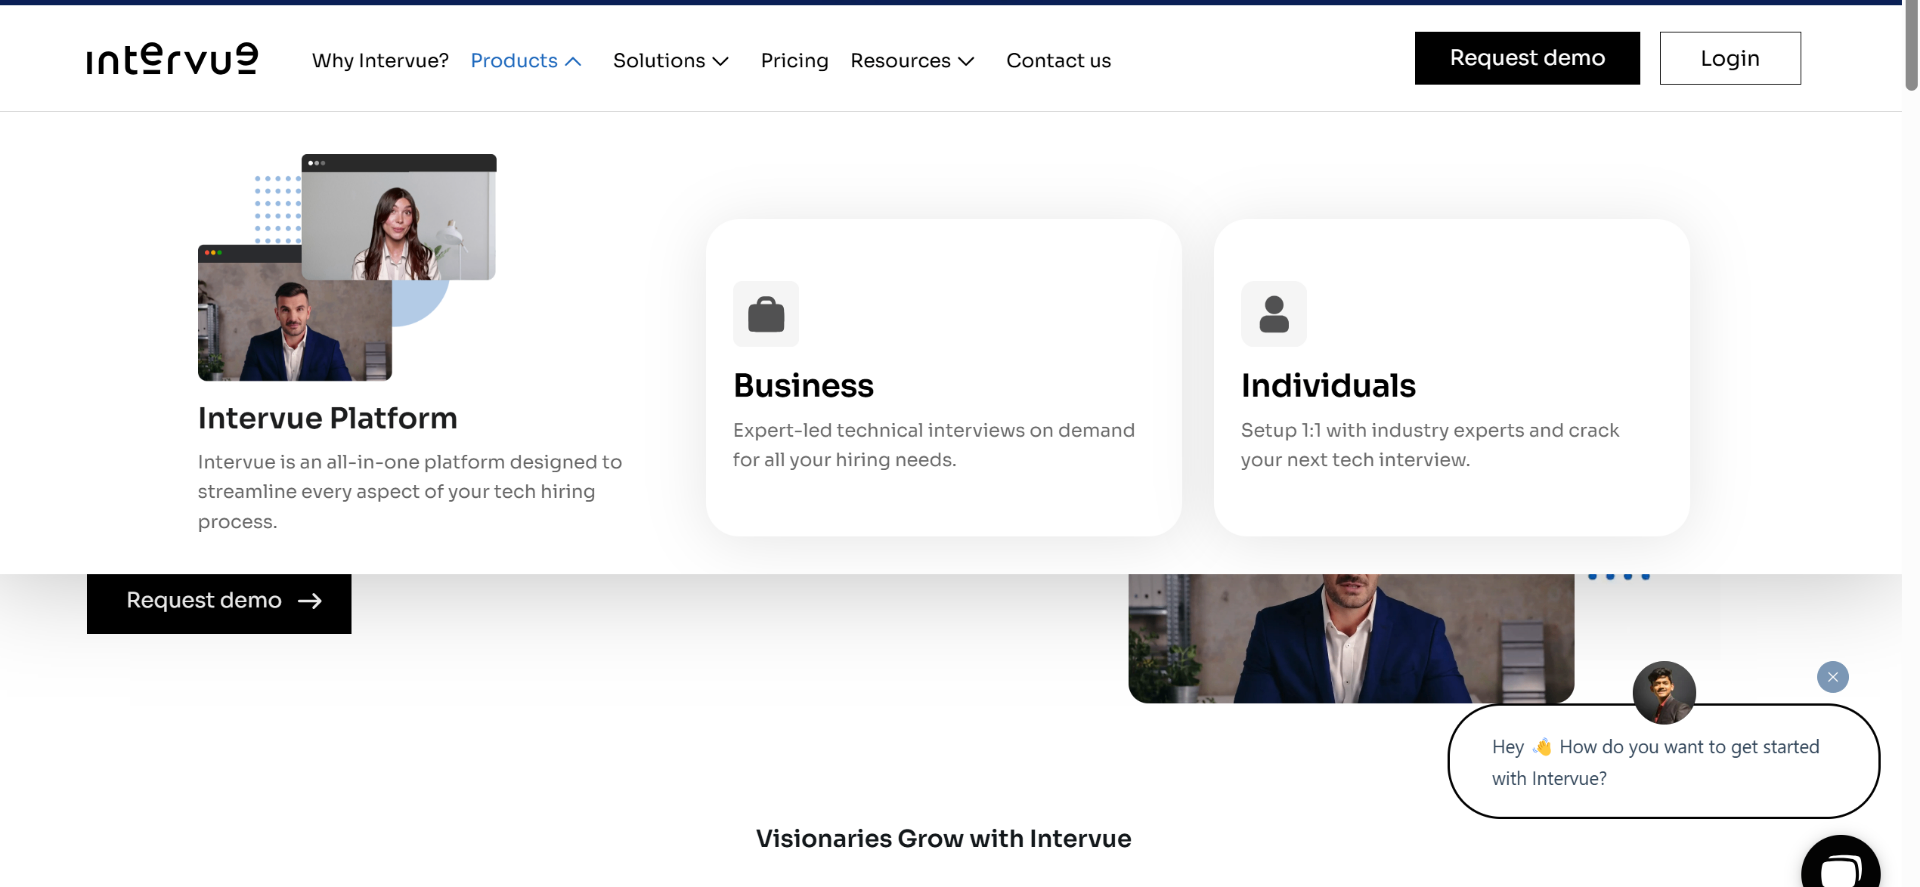 intervue
Why Intervue? Products Solutions Pricing Resources Contact us Request demo Login
Intervue Platform
Intervue is an all-in-one platform designed to
streamline every aspect of your tech hiring
process.
Business
Expert-led technical interviews on demand
for all your hiring needs.
Individuals
Setup 1:1 with industry experts and crack
your next tech interview.
Request demo →
Hey 👋 How do you want to get started
with Intervue?
Visionaries Grow with Intervue